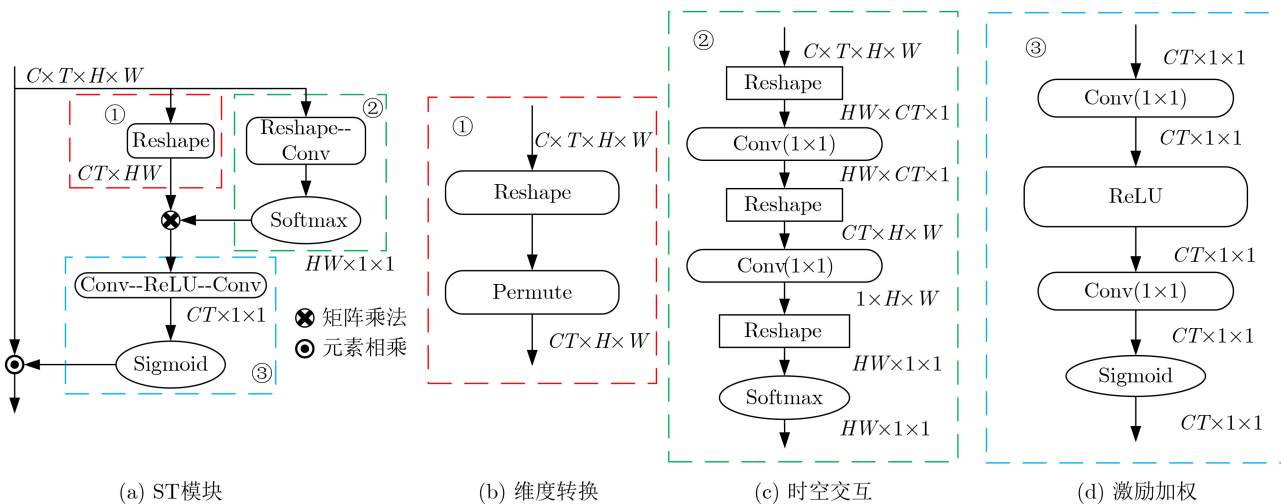 C×T×H×W
①
②
Reshape
Reshape--
Conv
CT×HW
Softmax
HW×1×1
Conv--ReLU--Conv
CT×1×1
矩阵乘法
元素相乘
Sigmoid
③
(a) ST模块
①
C×T×H×W
Reshape
Permute
CT×H×W
(b) 维度转换
②
C×T×H×W
Reshape
HW×CT×1
Conv(1×1)
HW×CT×1
Reshape
CT×H×W
Conv(1×1)
1×H×W
Reshape
HW×1×1
Softmax
HW×1×1
(c) 时空交互
③
CT×1×1
Conv(1×1)
CT×1×1
ReLU
CT×1×1
Conv(1×1)
CT×1×1
Sigmoid
CT×1×1
(d) 激励加权